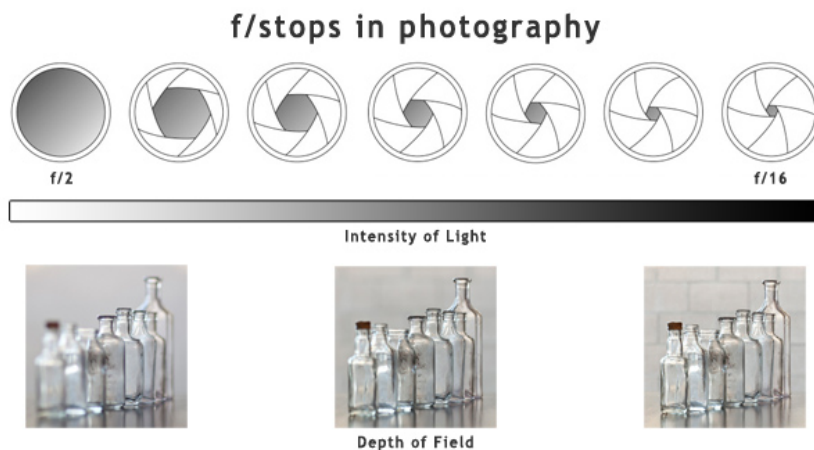 f/stops in photography
f/2
f/16
Intensity of Light
Depth of Field